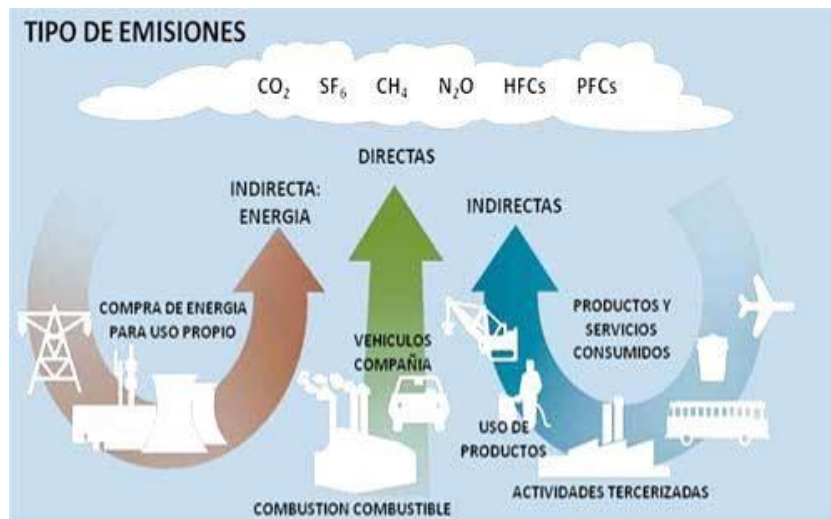 TIPO DE EMISIONES
CO₂ SF₆ CH₄ N₂O HFCs PFCs
DIRECTAS
INDIRECTA:
ENERGIA
INDIRECTAS
COMPRA DE ENERGIA
PARA USO PROPIO
VEHICULOS
COMPAÑIA
PRODUCTOS Y
SERVICIOS
CONSUMIDOS
USO DE
PRODUCTOS
COMBUSTION COMBUSTIBLE
ACTIVIDADES TERCERIZADAS